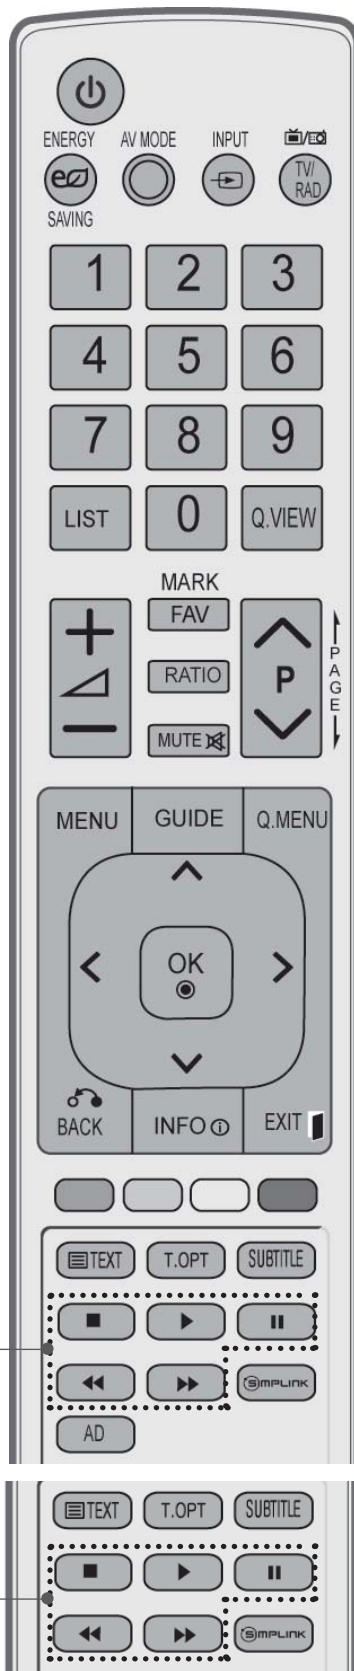 ENERGY AV MODE INPUT
TV/
RAD
SAVING
1 2 3
4 5 6
7 8 9
LIST 0 Q.VIEW
MARK
FAV
RATIO
P
PAGE
MUTE
MENU GUIDE Q.MENU
OK
BACK INFO EXIT
TEXT T.OPT SUBTITLE
SIMPLINK
AD
TEXT T.OPT SUBTITLE
SIMPLINK